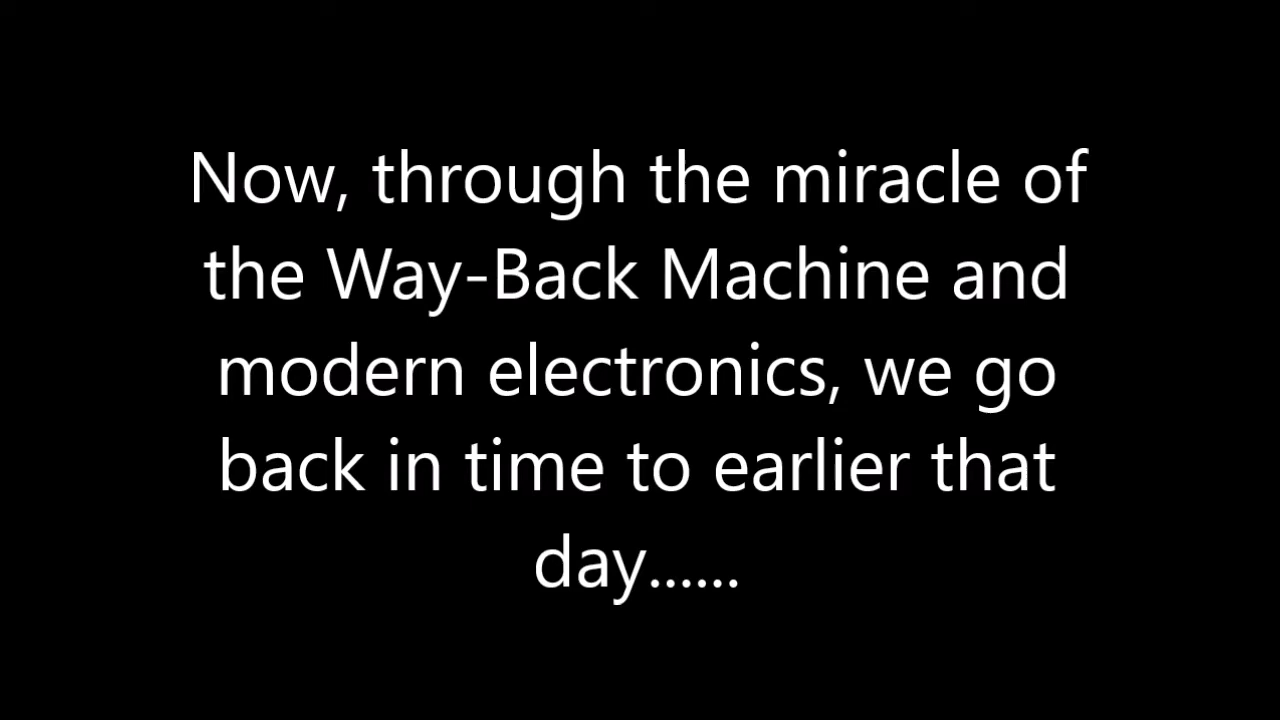 Now, through the miracle of
the Way-Back Machine and
modern electronics, we go
back in time to earlier that
day......